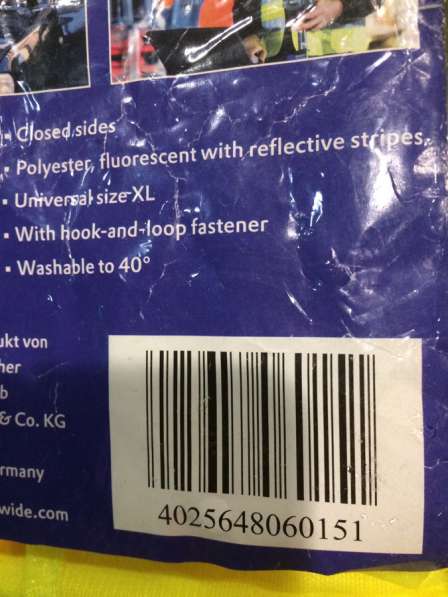 ▪ Closed sides
▪ Polyester, fluorescent with reflective stripes
▪ Universal size XL
▪ With hook-and-loop fastener
▪ Washable to 40°
ukt von
her
b
& Co. KG
rmany
wide.com
4025648060151